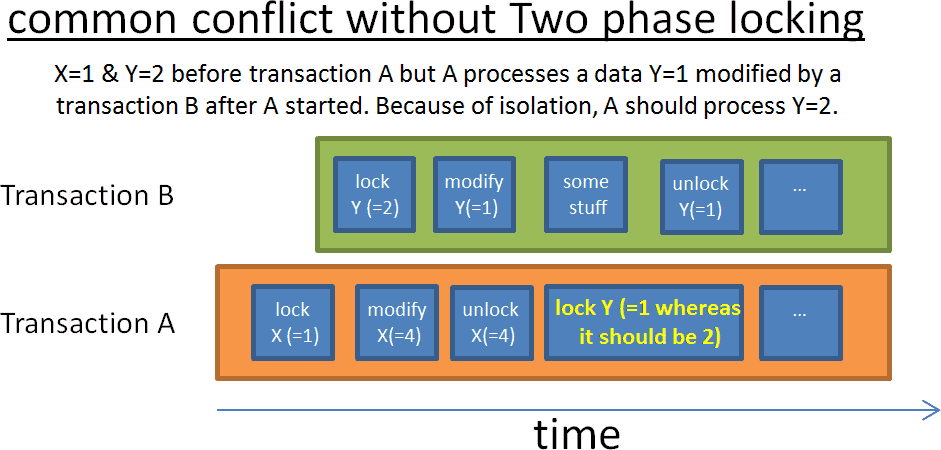 common conflict without Two phase locking
X=1 & Y=2 before transaction A but A processes a data Y=1 modified by a
transaction B after A started. Because of isolation, A should process Y=2.
Transaction B
lock
Y (=2)
modify
Y(=1)
some
stuff
unlock
Y(=1)
...
Transaction A
lock
X (=1)
modify
X(=4)
unlock
X(=4)
lock Y (=1 whereas
it should be 2)
...
time